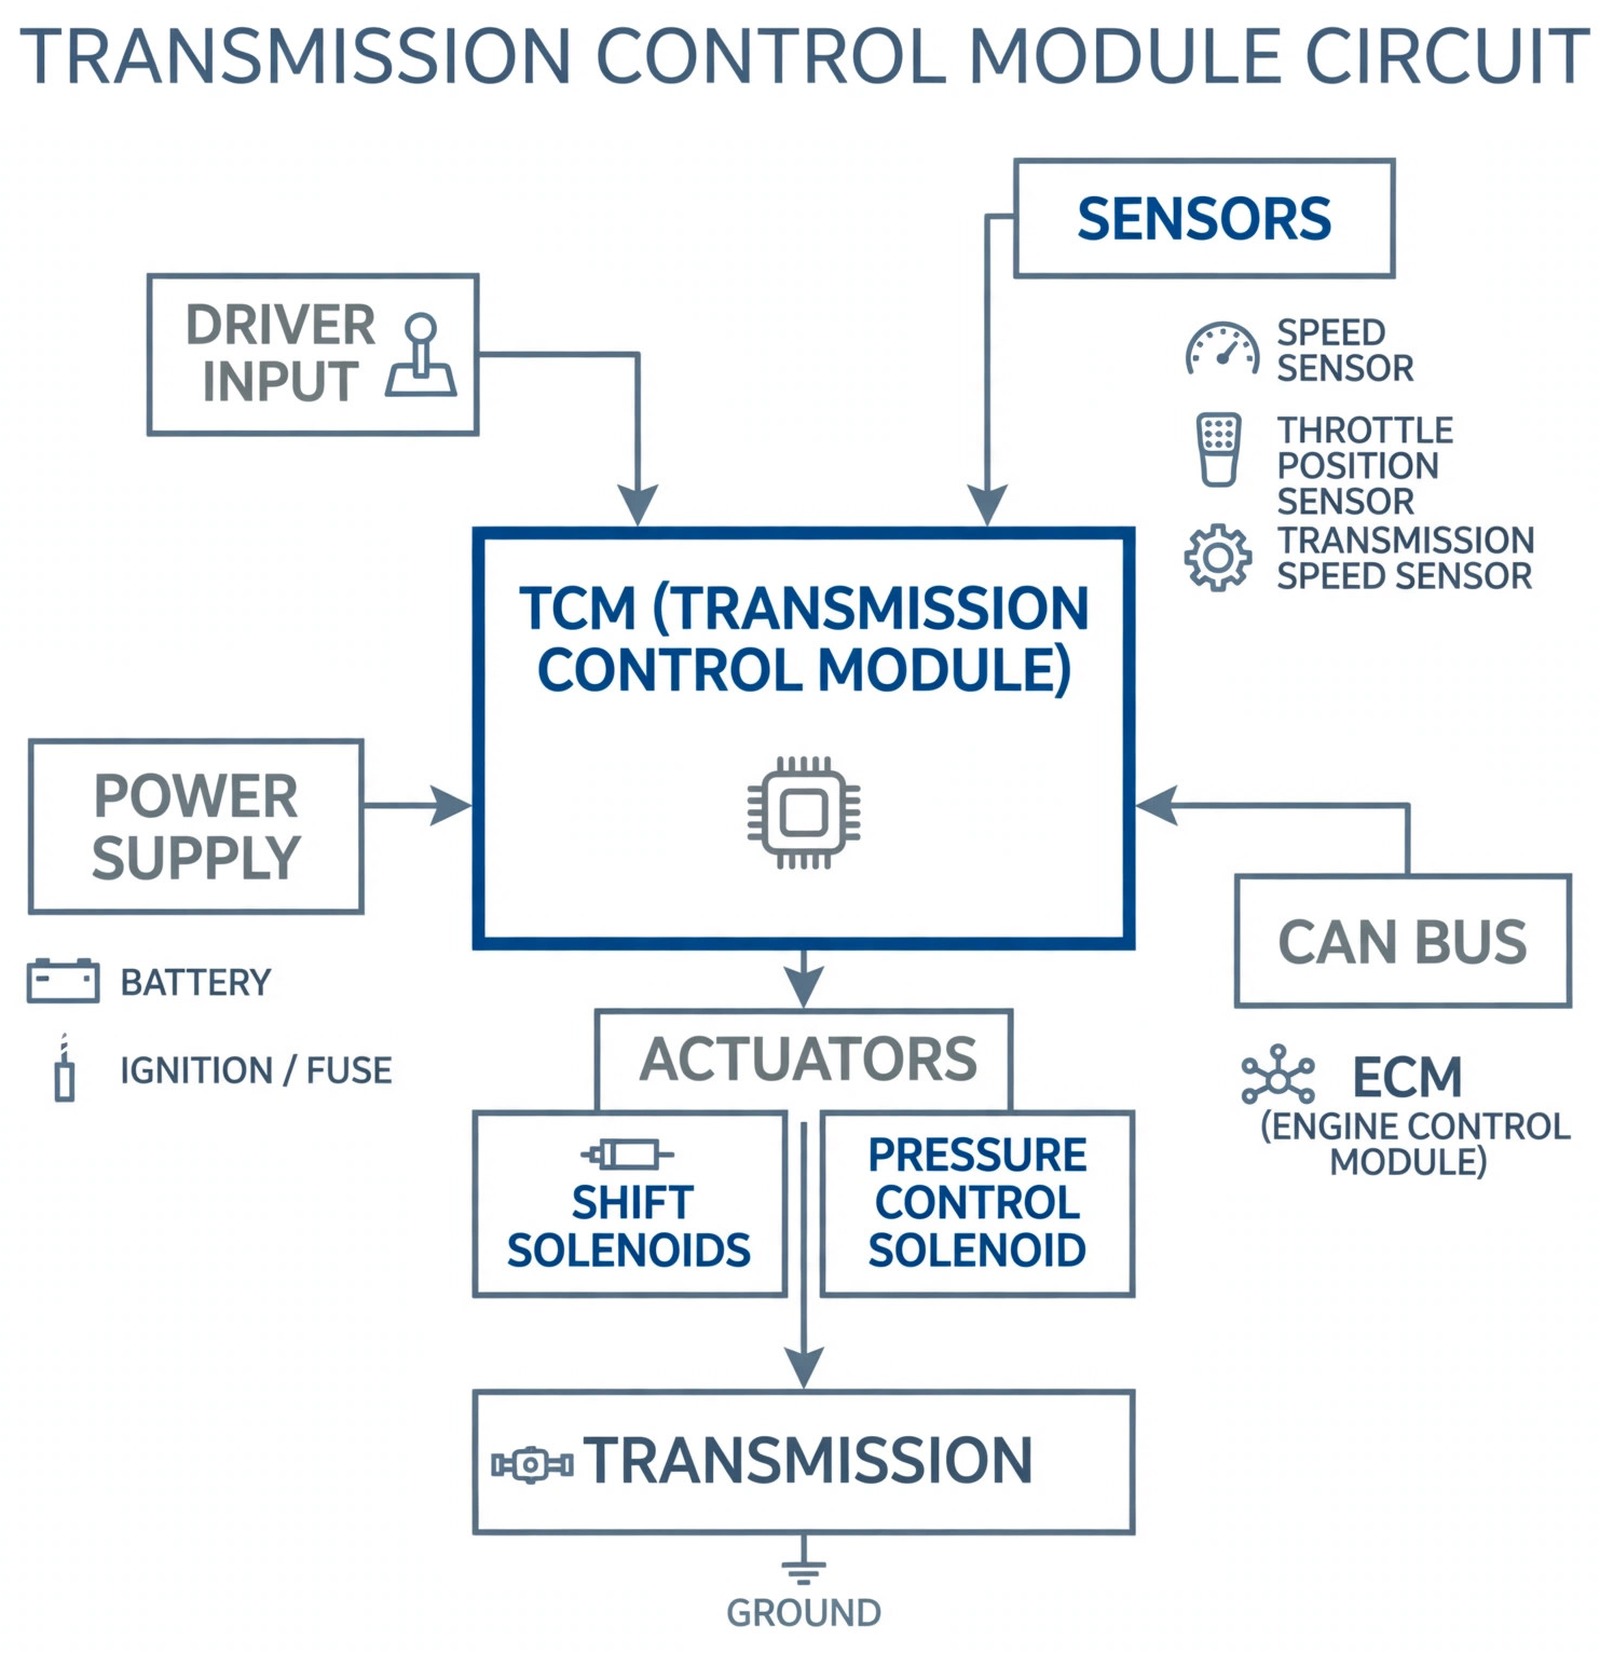 TRANSMISSION CONTROL MODULE CIRCUIT
SENSORS
DRIVER
INPUT
SPEED
SENSOR
THROTTLE
POSITION
SENSOR
TRANSMISSION
SPEED SENSOR
TCM (TRANSMISSION
CONTROL MODULE)
POWER
SUPPLY
BATTERY
IGNITION / FUSE
CAN BUS
ECM
(ENGINE CONTROL
MODULE)
ACTUATORS
SHIFT
SOLENOIDS
PRESSURE
CONTROL
SOLENOID
TRANSMISSION
GROUND